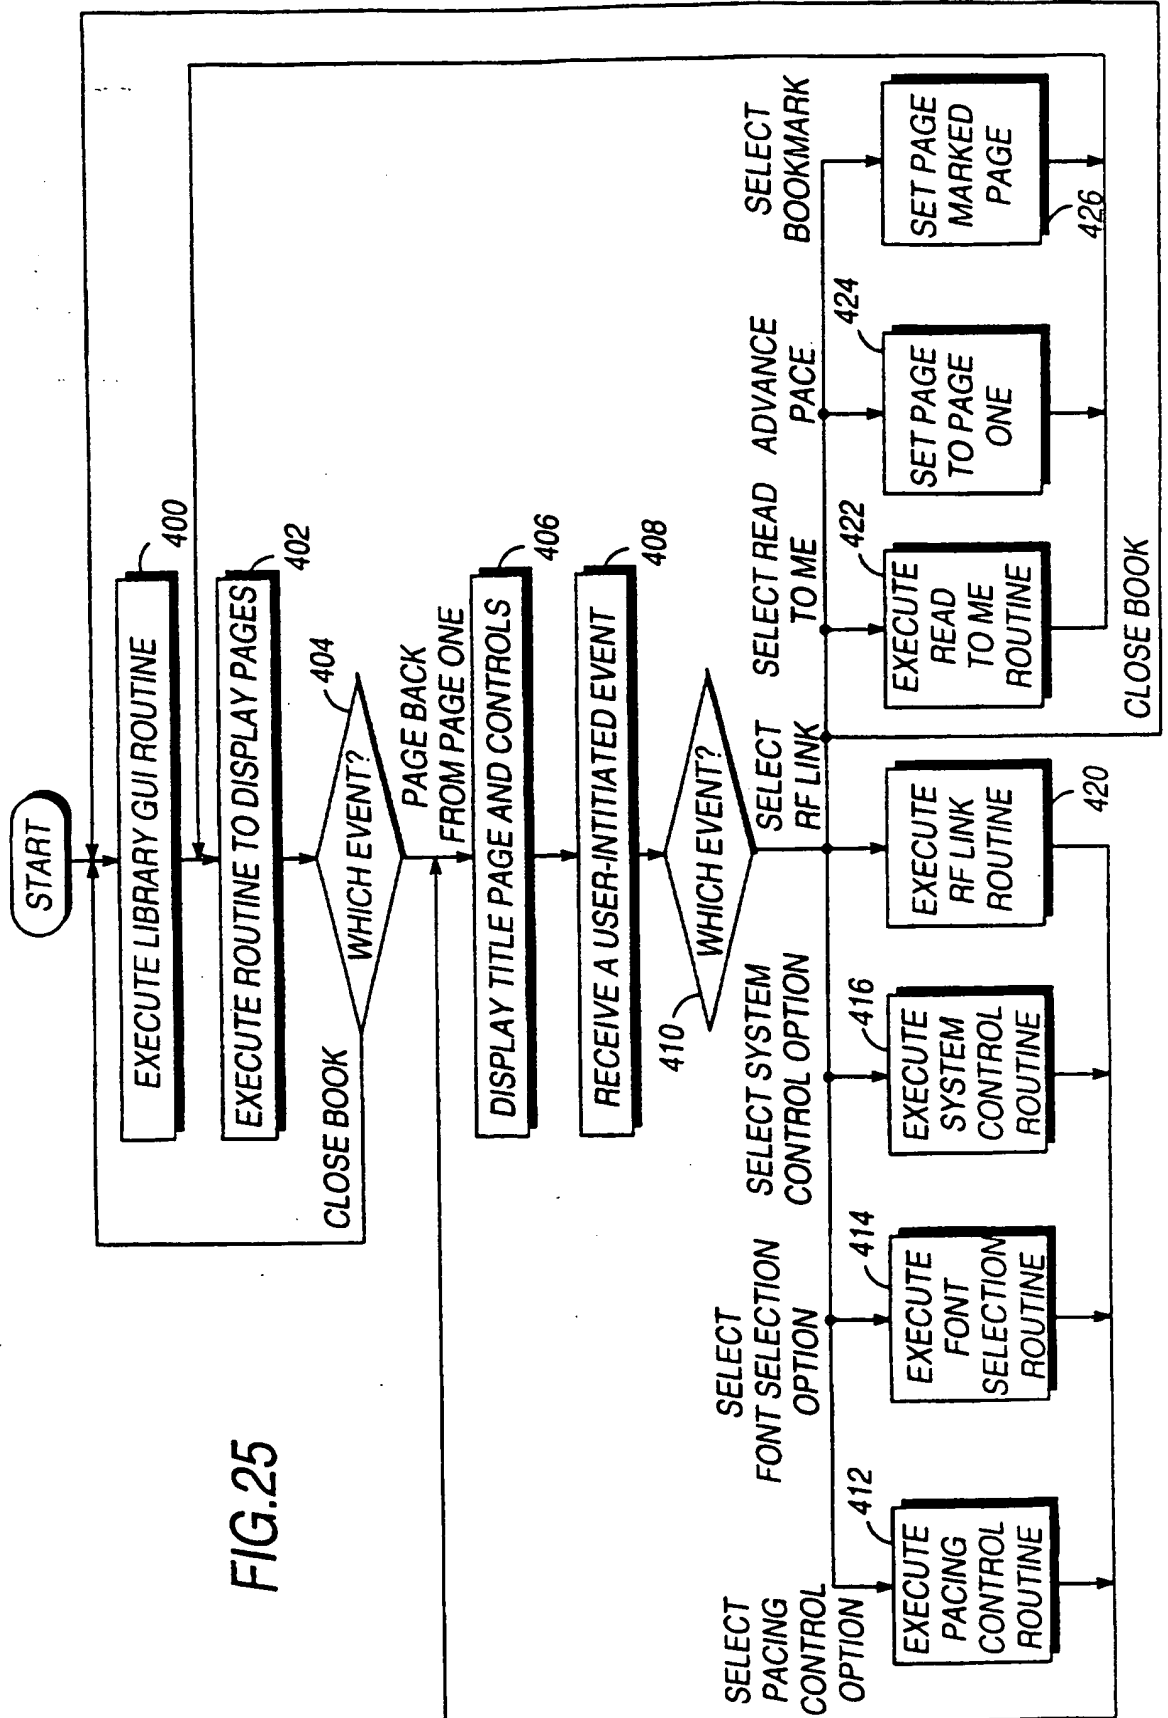 FIG.25
START
EXECUTE LIBRARY GUI ROUTINE
400
EXECUTE ROUTINE TO DISPLAY PAGES
402
WHICH EVENT?
404
CLOSE BOOK
PAGE BACK
FROM PAGE ONE
DISPLAY TITLE PAGE AND CONTROLS
406
RECEIVE A USER-INTITIATED EVENT
408
WHICH EVENT?
410
SELECT
PACING
CONTROL
OPTION
SELECT
FONT SELECTION
OPTION
SELECT SYSTEM
CONTROL OPTION
SELECT
RF LINK
SELECT READ
TO ME
ADVANCE
PACE
SELECT
BOOKMARK
EXECUTE
PACING
CONTROL
ROUTINE
412
EXECUTE
FONT
SELECTION
ROUTINE
414
EXECUTE
SYSTEM
CONTROL
ROUTINE
416
EXECUTE
RF LINK
ROUTINE
420
EXECUTE
READ
TO ME
ROUTINE
422
SET PAGE
TO PAGE
ONE
424
SET PAGE
MARKED
PAGE
426
CLOSE BOOK